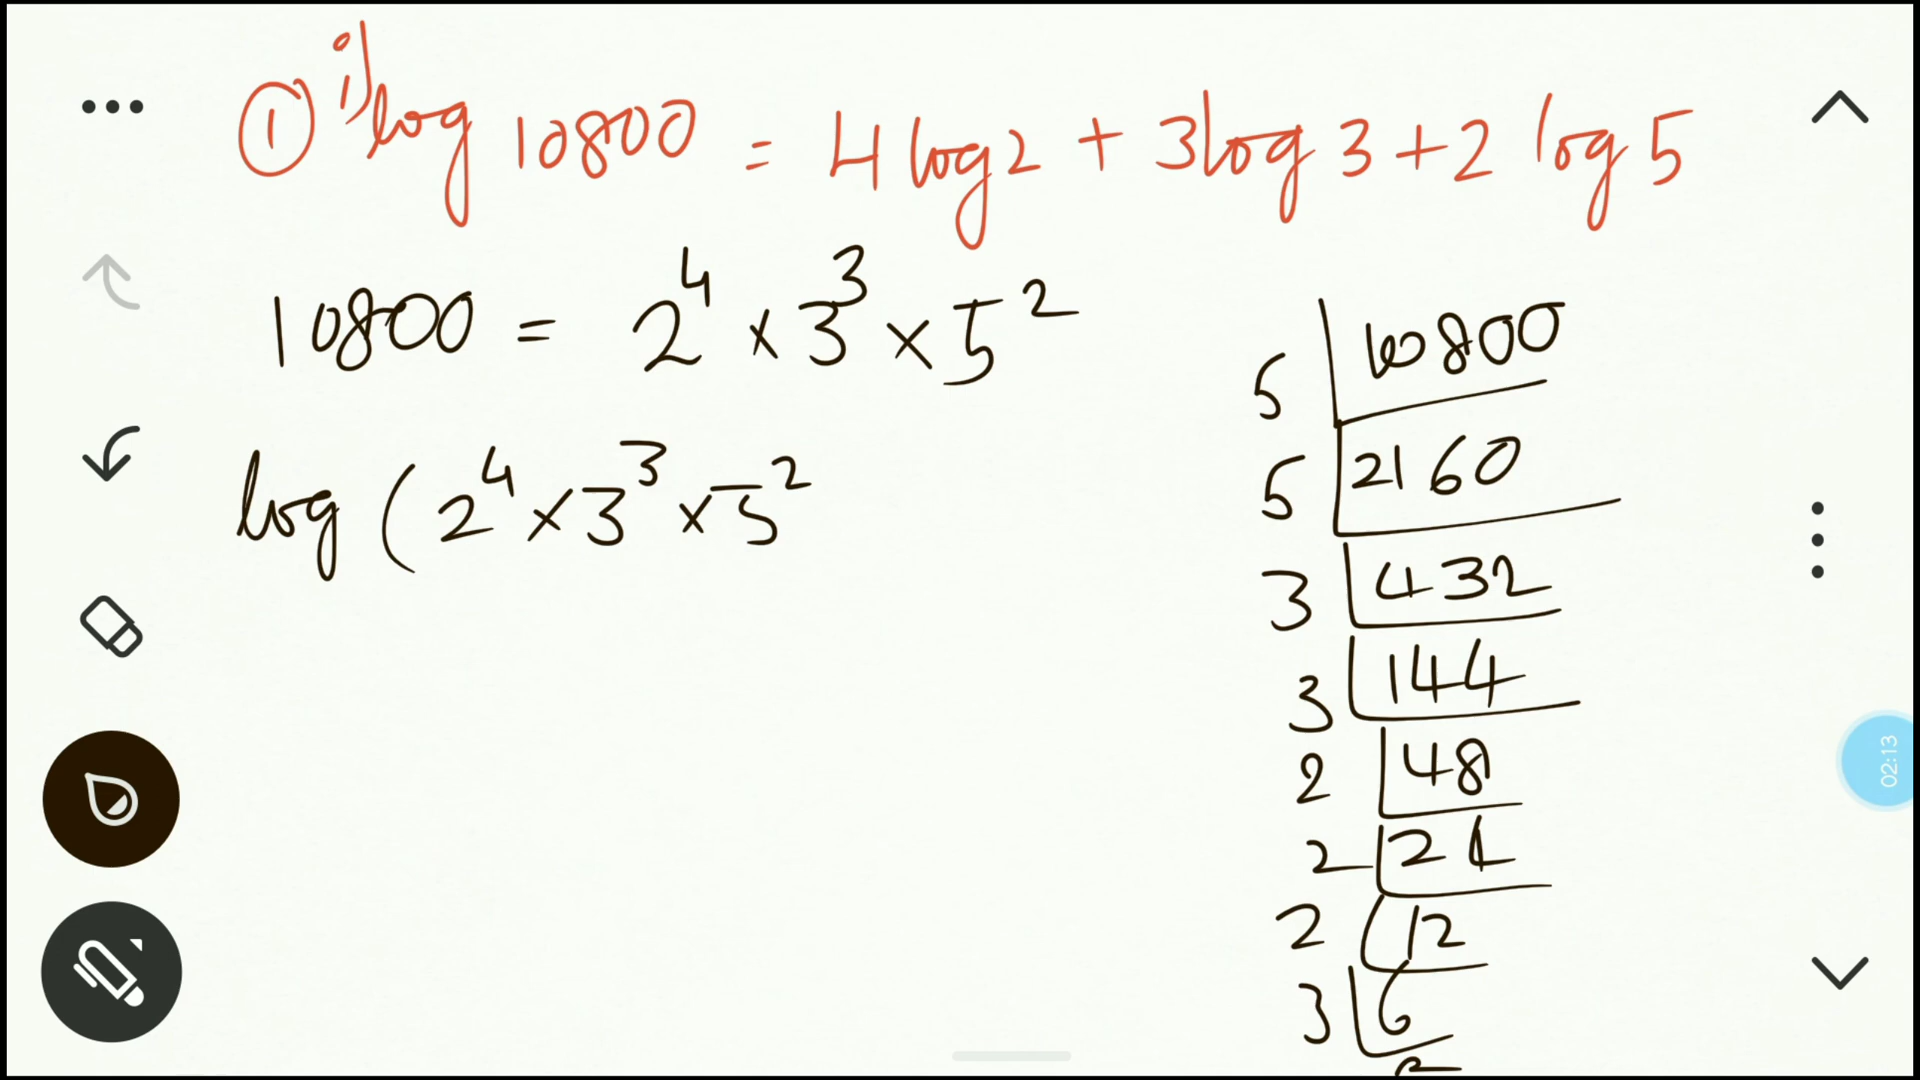 ① i) log 10800 = 4 log 2 + 3 log 3 + 2 log 5
10800 = 2⁴ × 3³ × 5²
log ( 2⁴ × 3³ × 5²
5 | 10800
5 | 2160
3 | 432
3 | 144
2 | 48
2 | 24
2 | 12
3 | 6
2
02:13